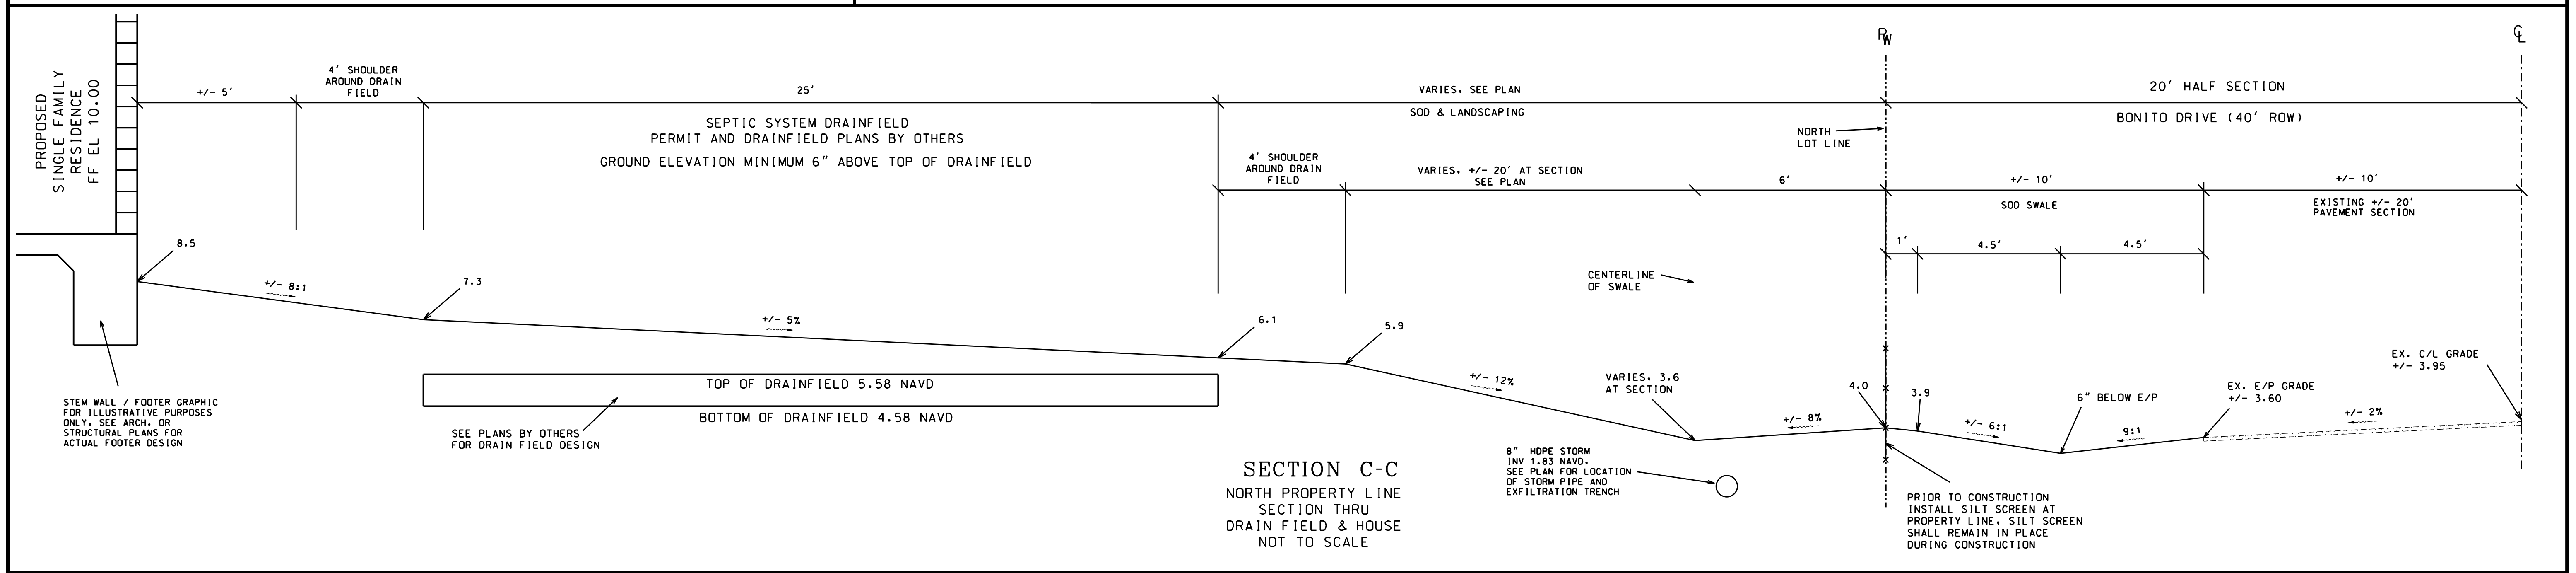 PROPOSED
SINGLE FAMILY
RESIDENCE
FF EL 10.00
+/- 5'
4' SHOULDER
AROUND DRAIN
FIELD
25'
SEPTIC SYSTEM DRAINFIELD
PERMIT AND DRAINFIELD PLANS BY OTHERS
GROUND ELEVATION MINIMUM 6" ABOVE TOP OF DRAINFIELD
VARIES. SEE PLAN
SOD & LANDSCAPING
R/W
20' HALF SECTION
BONITO DRIVE (40' ROW)
CL
NORTH
LOT LINE
4' SHOULDER
AROUND DRAIN
FIELD
VARIES. +/- 20' AT SECTION
SEE PLAN
6'
+/- 10'
SOD SWALE
+/- 10'
EXISTING +/- 20'
PAVEMENT SECTION
1'
4.5'
4.5'
8.5
+/- 8:1
7.3
+/- 5%
6.1
5.9
CENTERLINE
OF SWALE
+/- 12%
VARIES. 3.6
AT SECTION
+/- 8%
4.0
3.9
+/- 6:1
6" BELOW E/P
9:1
EX. E/P GRADE
+/- 3.60
+/- 2%
EX. C/L GRADE
+/- 3.95
STEM WALL / FOOTER GRAPHIC
FOR ILLUSTRATIVE PURPOSES
ONLY. SEE ARCH. OR
STRUCTURAL PLANS FOR
ACTUAL FOOTER DESIGN
TOP OF DRAINFIELD 5.58 NAVD
BOTTOM OF DRAINFIELD 4.58 NAVD
SEE PLANS BY OTHERS
FOR DRAIN FIELD DESIGN
8" HDPE STORM
INV 1.83 NAVD.
SEE PLAN FOR LOCATION
OF STORM PIPE AND
EXFILTRATION TRENCH
PRIOR TO CONSTRUCTION
INSTALL SILT SCREEN AT
PROPERTY LINE. SILT SCREEN
SHALL REMAIN IN PLACE
DURING CONSTRUCTION
SECTION C-C
NORTH PROPERTY LINE
SECTION THRU
DRAIN FIELD & HOUSE
NOT TO SCALE